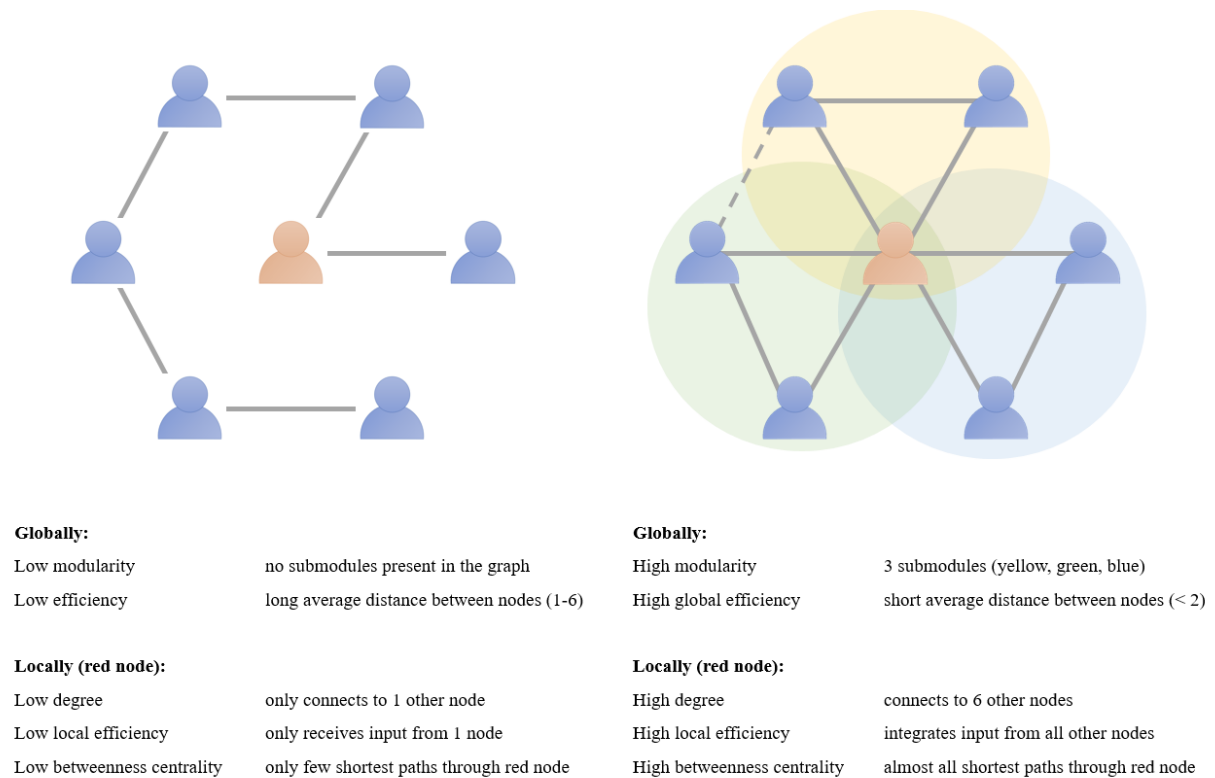 Globally:
Low modularity no submodules present in the graph
Low efficiency long average distance between nodes (1-6)
Locally (red node):
Low degree only connects to 1 other node
Low local efficiency only receives input from 1 node
Low betweenness centrality only few shortest paths through red node
Globally:
High modularity 3 submodules (yellow, green, blue)
High global efficiency short average distance between nodes (< 2)
Locally (red node):
High degree connects to 6 other nodes
High local efficiency integrates input from all other nodes
High betweenness centrality almost all shortest paths through red node